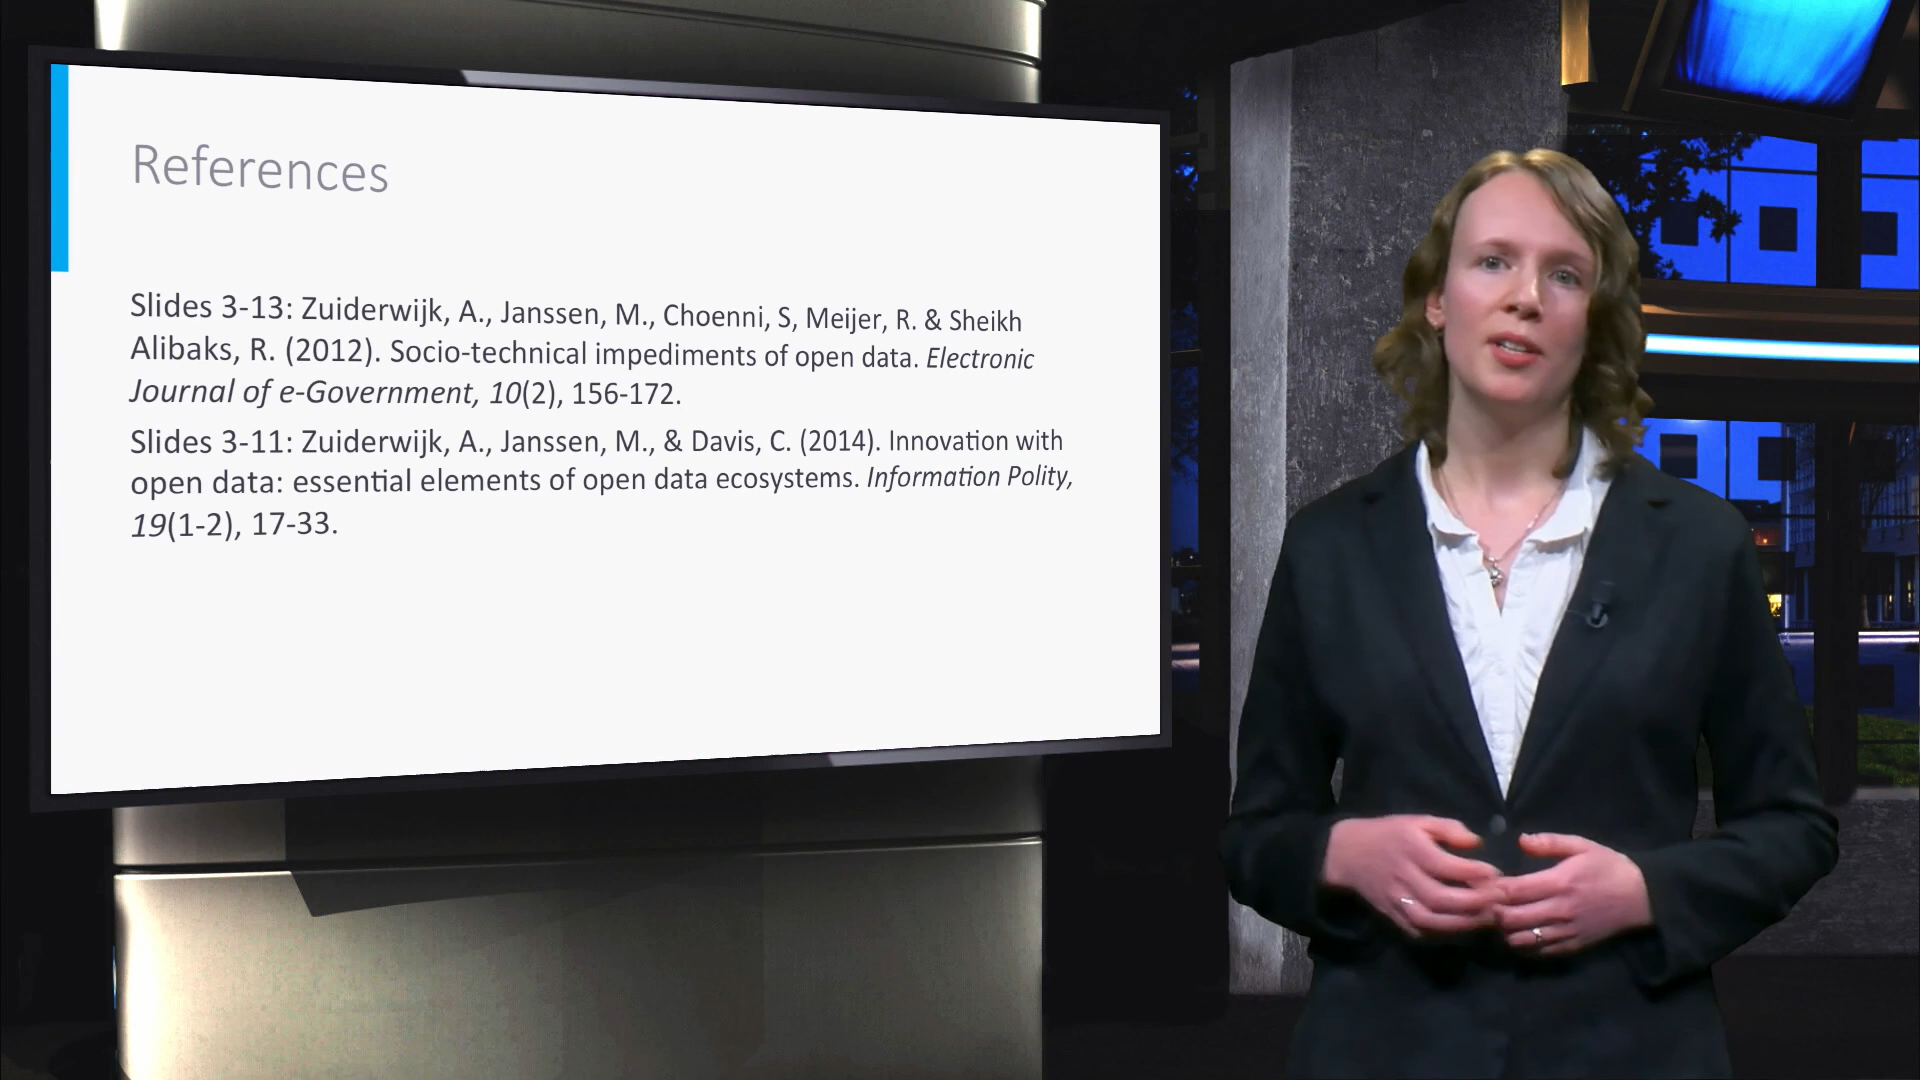 References
Slides 3-13: Zuiderwijk, A., Janssen, M., Choenni, S, Meijer, R. & Sheikh
Alibaks, R. (2012). Socio-technical impediments of open data. Electronic
Journal of e-Government, 10(2), 156-172.
Slides 3-11: Zuiderwijk, A., Janssen, M., & Davis, C. (2014). Innovation with
open data: essential elements of open data ecosystems. Information Polity,
19(1-2), 17-33.